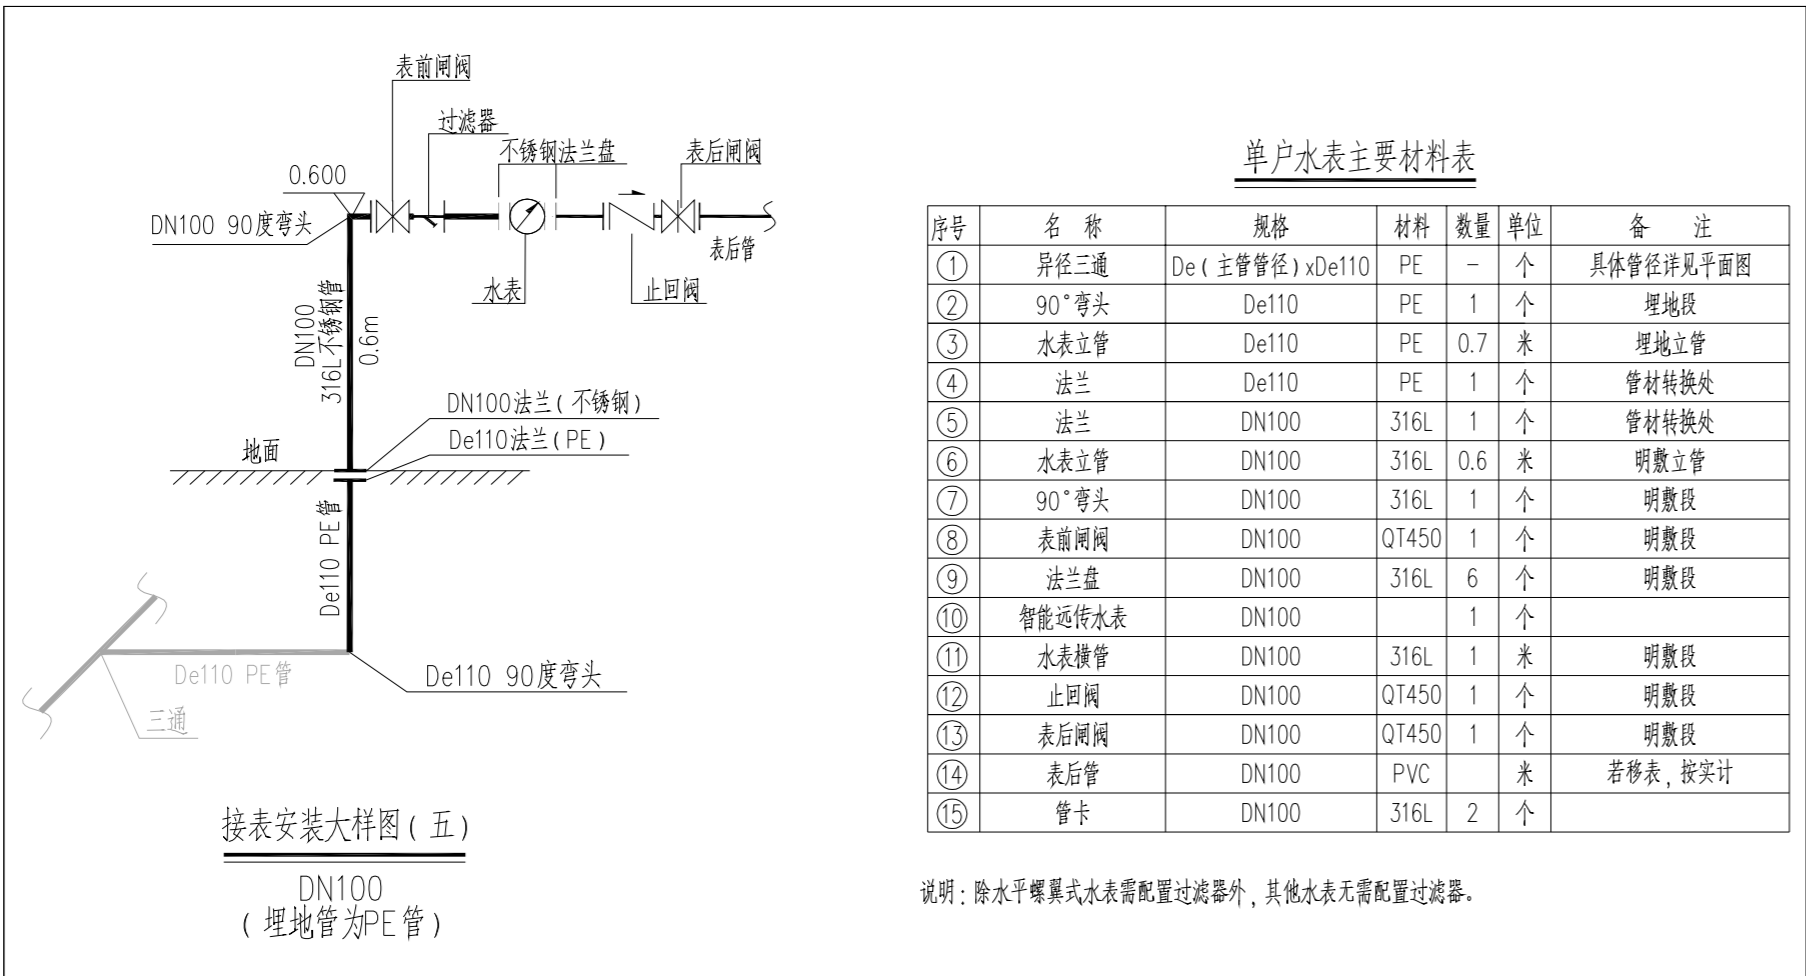 表前闸阀
过滤器
不锈钢法兰盘
表后闸阀
0.600
DN100 90度弯头
表后管
水表
止回阀
DN100
316L不锈钢管
0.6m
DN100法兰(不锈钢)
De110法兰(PE)
地面
De110 PE管
De110 PE管
De110 90度弯头
三通
接表安装大样图(五)
DN100
(埋地管为PE管)
单户水表主要材料表
序号 名 称 规格 材料 数量 单位 备 注
① 异径三通 De(主管管径)xDe110 PE - 个 具体管径详见平面图
② 90°弯头 De110 PE 1 个 埋地段
③ 水表立管 De110 PE 0.7 米 埋地立管
④ 法兰 De110 PE 1 个 管材转换处
⑤ 法兰 DN100 316L 1 个 管材转换处
⑥ 水表立管 DN100 316L 0.6 米 明敷立管
⑦ 90°弯头 DN100 316L 1 个 明敷段
⑧ 表前闸阀 DN100 QT450 1 个 明敷段
⑨ 法兰盘 DN100 316L 6 个 明敷段
⑩ 智能远传水表 DN100 1 个
⑪ 水表横管 DN100 316L 1 米 明敷段
⑫ 止回阀 DN100 QT450 1 个 明敷段
⑬ 表后闸阀 DN100 QT450 1 个 明敷段
⑭ 表后管 DN100 PVC 米 若移表,按实计
⑮ 管卡 DN100 316L 2 个
说明:除水平螺翼式水表需配置过滤器外,其他水表无需配置过滤器。